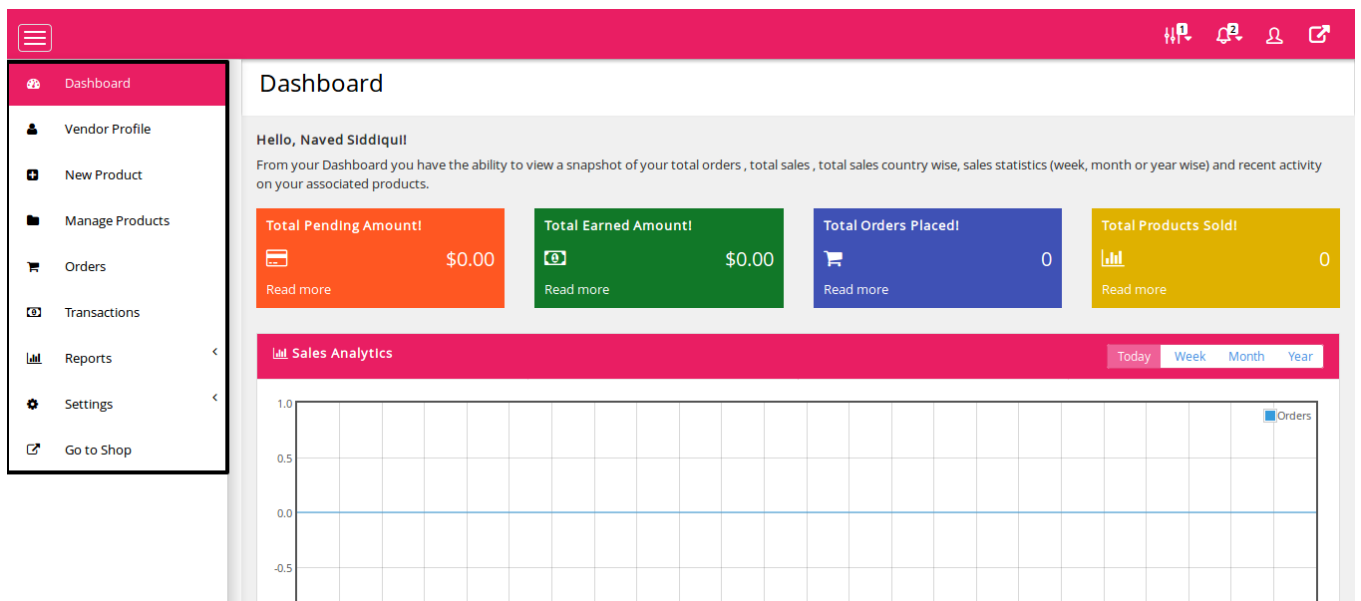 1
2
Dashboard
Vendor Profile
New Product
Manage Products
Orders
Transactions
Reports
Settings
Go to Shop
Dashboard
Hello, Naved Siddiqui!
From your Dashboard you have the ability to view a snapshot of your total orders , total sales , total sales country wise, sales statistics (week, month or year wise) and recent activity
on your associated products.
Total Pending Amount!
$0.00
Read more
Total Earned Amount!
$0.00
Read more
Total Orders Placed!
0
Read more
Total Products Sold!
0
Read more
Sales Analytics
Today Week Month Year
Orders
1.0
0.5
0.0
-0.5